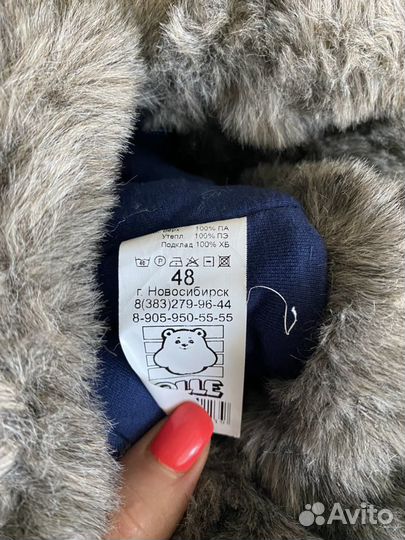 Верх 100% ПА
Утепл. 100% ПЭ
Подклад 100% ХБ
48
г. Новосибирск
8(383)279-96-44
8-905-950-55-55
OLLE
Avito